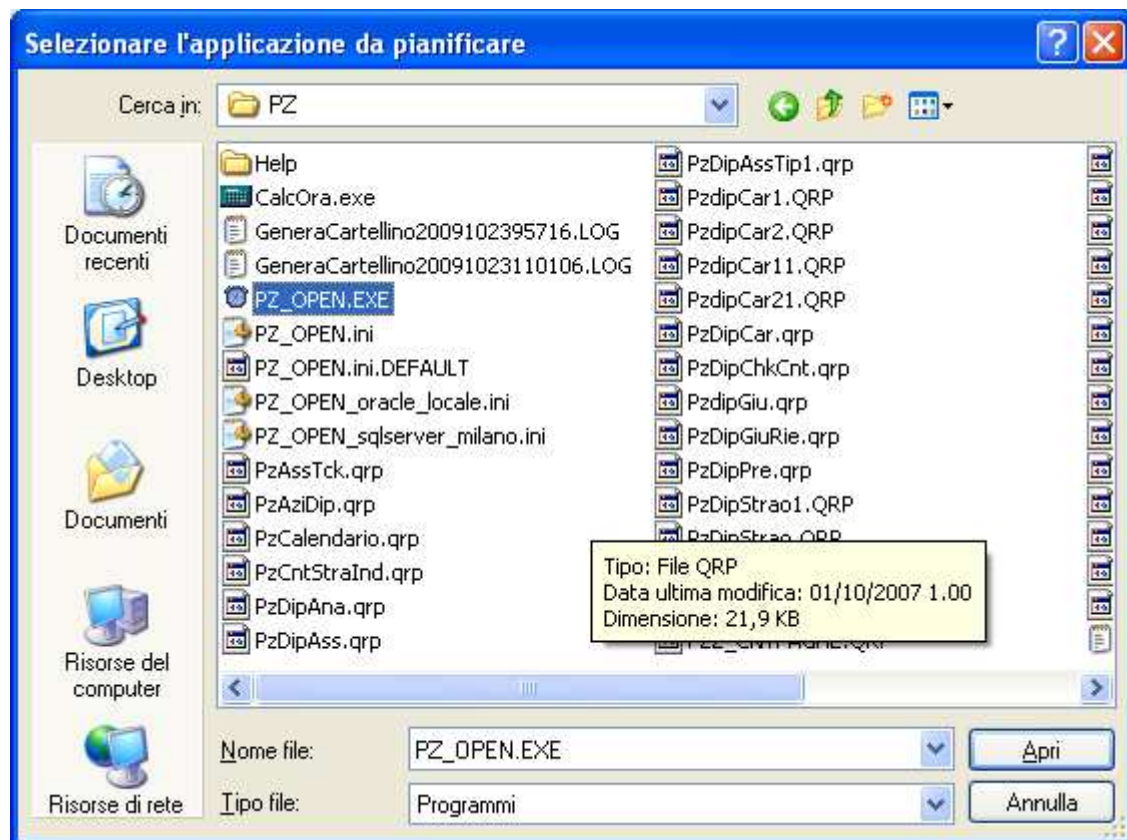 Selezionare l'applicazione da pianificare
Cerca in:
PZ
Documenti
recenti
Desktop
Documenti
Risorse del
computer
Risorse di rete
Help
CalcOra.exe
GeneraCartellino2009102395716.LOG
GeneraCartellino20091023110106.LOG
PZ_OPEN.EXE
PZ_OPEN.ini
PZ_OPEN.ini.DEFAULT
PZ_OPEN_oracle_locale.ini
PZ_OPEN_sqlserver_milano.ini
PzAssTck.qrp
PzAziDip.qrp
PzCalendario.qrp
PzCntStraInd.qrp
PzDipAna.qrp
PzDipAss.qrp
PzDipAssTip1.qrp
PzdipCar1.QRP
PzdipCar2.QRP
PzdipCar11.QRP
PzdipCar21.QRP
PzDipCar.qrp
PzDipChkCnt.qrp
PzdipGiu.qrp
PzDipGiuRie.qrp
PzDipPre.qrp
PzDipStrao1.QRP
PzDipStrao.QRP
Tipo: File QRP
Data ultima modifica: 01/10/2007 1.00
Dimensione: 21,9 KB
Nome file:
PZ_OPEN.EXE
Apri
Tipo file:
Programmi
Annulla